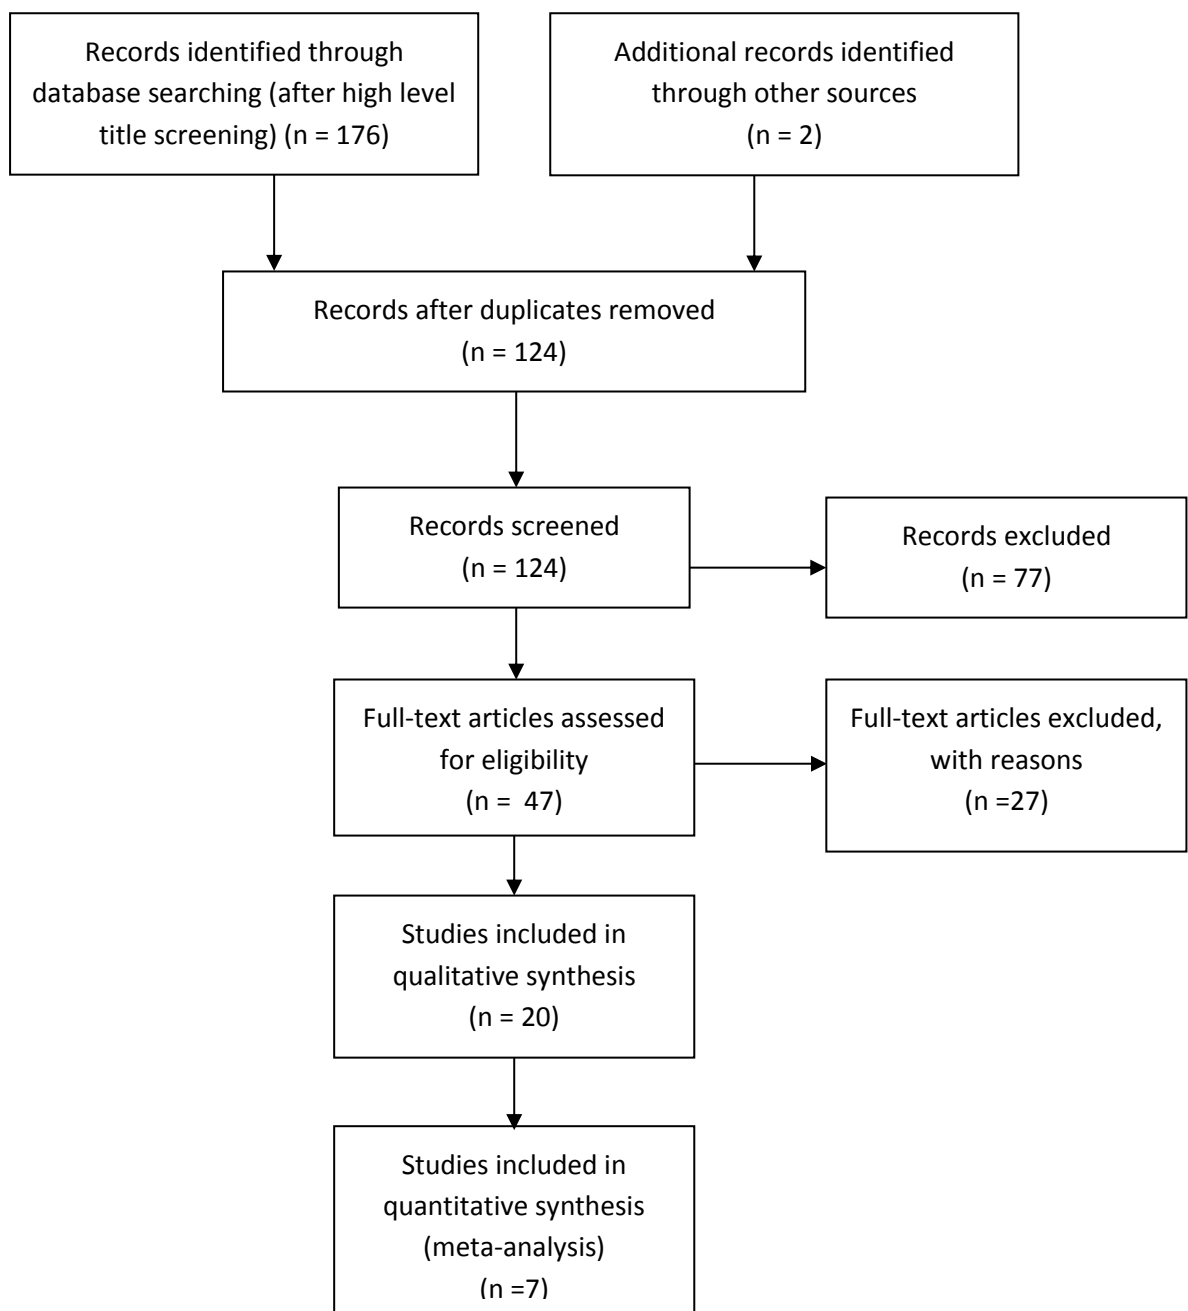 Records identified through
database searching (after high level
title screening) (n = 176)
Additional records identified
through other sources
(n = 2)
Records after duplicates removed
(n = 124)
Records screened
(n = 124)
Records excluded
(n = 77)
Full-text articles assessed
for eligibility
(n =  47)
Full-text articles excluded,
with reasons
(n =27)
Studies included in
qualitative synthesis
(n = 20)
Studies included in
quantitative synthesis
(meta-analysis)
(n =7)